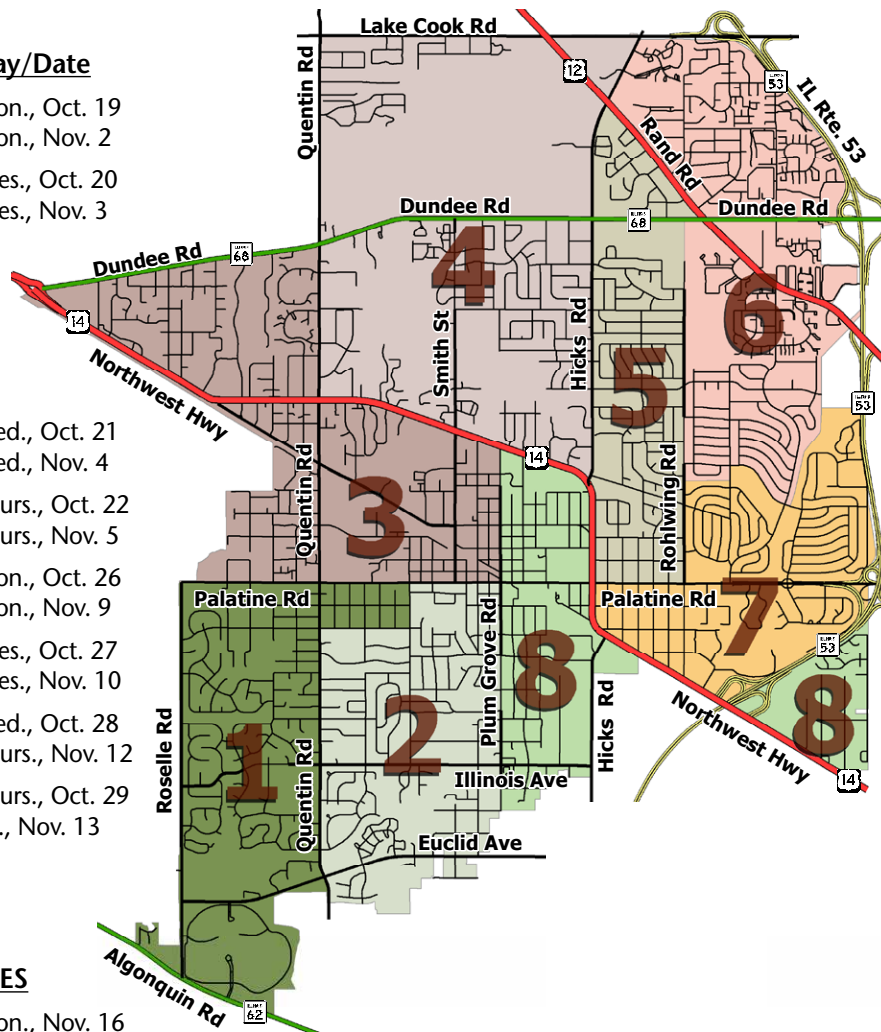 ay/Date
on., Oct. 19
on., Nov. 2
es., Oct. 20
es., Nov. 3
ed., Oct. 21
ed., Nov. 4
urs., Oct. 22
urs., Nov. 5
on., Oct. 26
on., Nov. 9
es., Oct. 27
es., Nov. 10
ed., Oct. 28
urs., Nov. 12
urs., Oct. 29
., Nov. 13
ES
on., Nov. 16
Lake Cook Rd
Quentin Rd
12
53
IL Rte. 53
Rand Rd
Dundee Rd
68
Dundee Rd
Dundee Rd
68
4
6
14
Northwest Hwy
Smith St
Hicks Rd
5
53
14
Quentin Rd
3
Rohlwing Rd
Palatine Rd
Palatine Rd
7
Plum Grove Rd
8
53
8
Roselle Rd
1
2
Quentin Rd
Hicks Rd
Northwest Hwy
14
Illinois Ave
Euclid Ave
Algonquin Rd
62